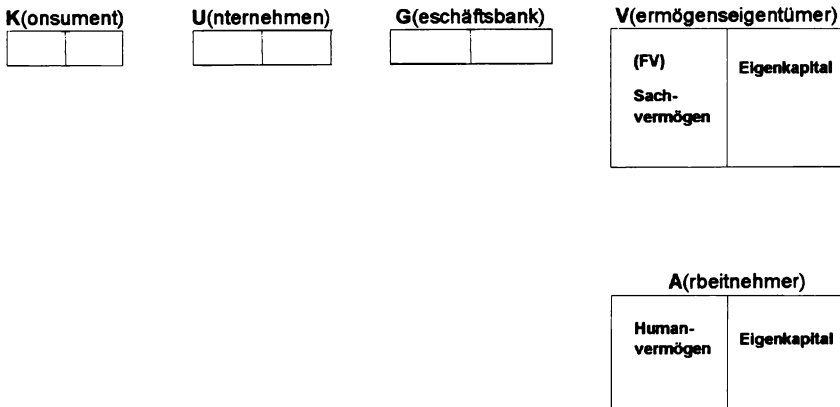 K(onsument)
U(nternehmen)
G(eschäftsbank)
V(ermögenseigentümer)
(FV)
Sach-
vermögen
Eigenkapital
A(rbeitnehmer)
Human-
vermögen
Eigenkapital